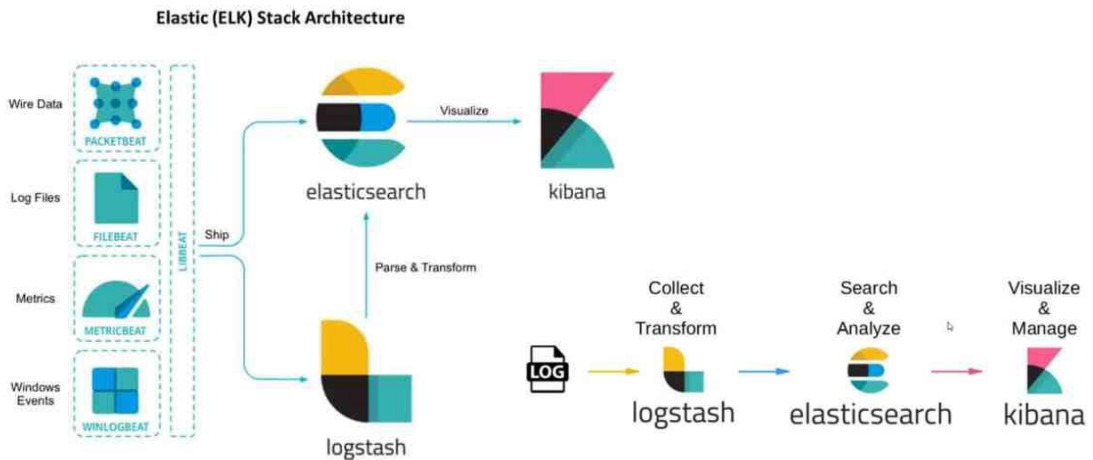 Elastic (ELK) Stack Architecture
Wire Data
PACKETBEAT
Log Files
FILEBEAT
Metrics
METRICBEAT
Windows
Events
WINLOGBEAT
LIBBEAT
Ship
elasticsearch
Visualize
kibana
Parse & Transform
logstash
LOG
Collect
&
Transform
logstash
Search
&
Analyze
elasticsearch
Visualize
&
Manage
kibana